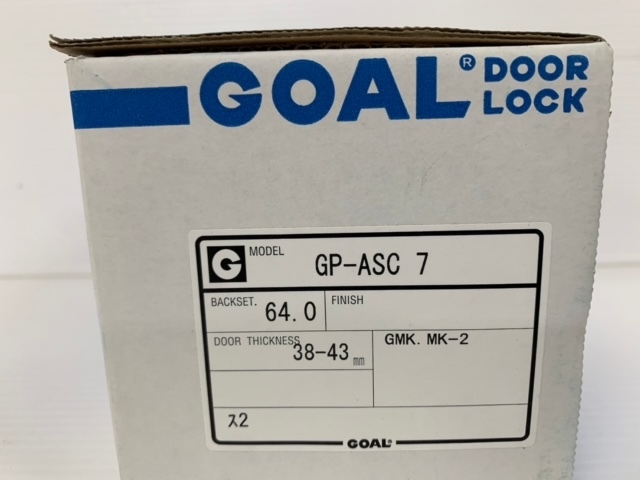 GOAL® DOOR LOCK
G MODEL GP-ASC 7
BACKSET. 64.0 FINISH
DOOR THICKNESS 38-43 mm GMK. MK-2
ス2
GOAL®